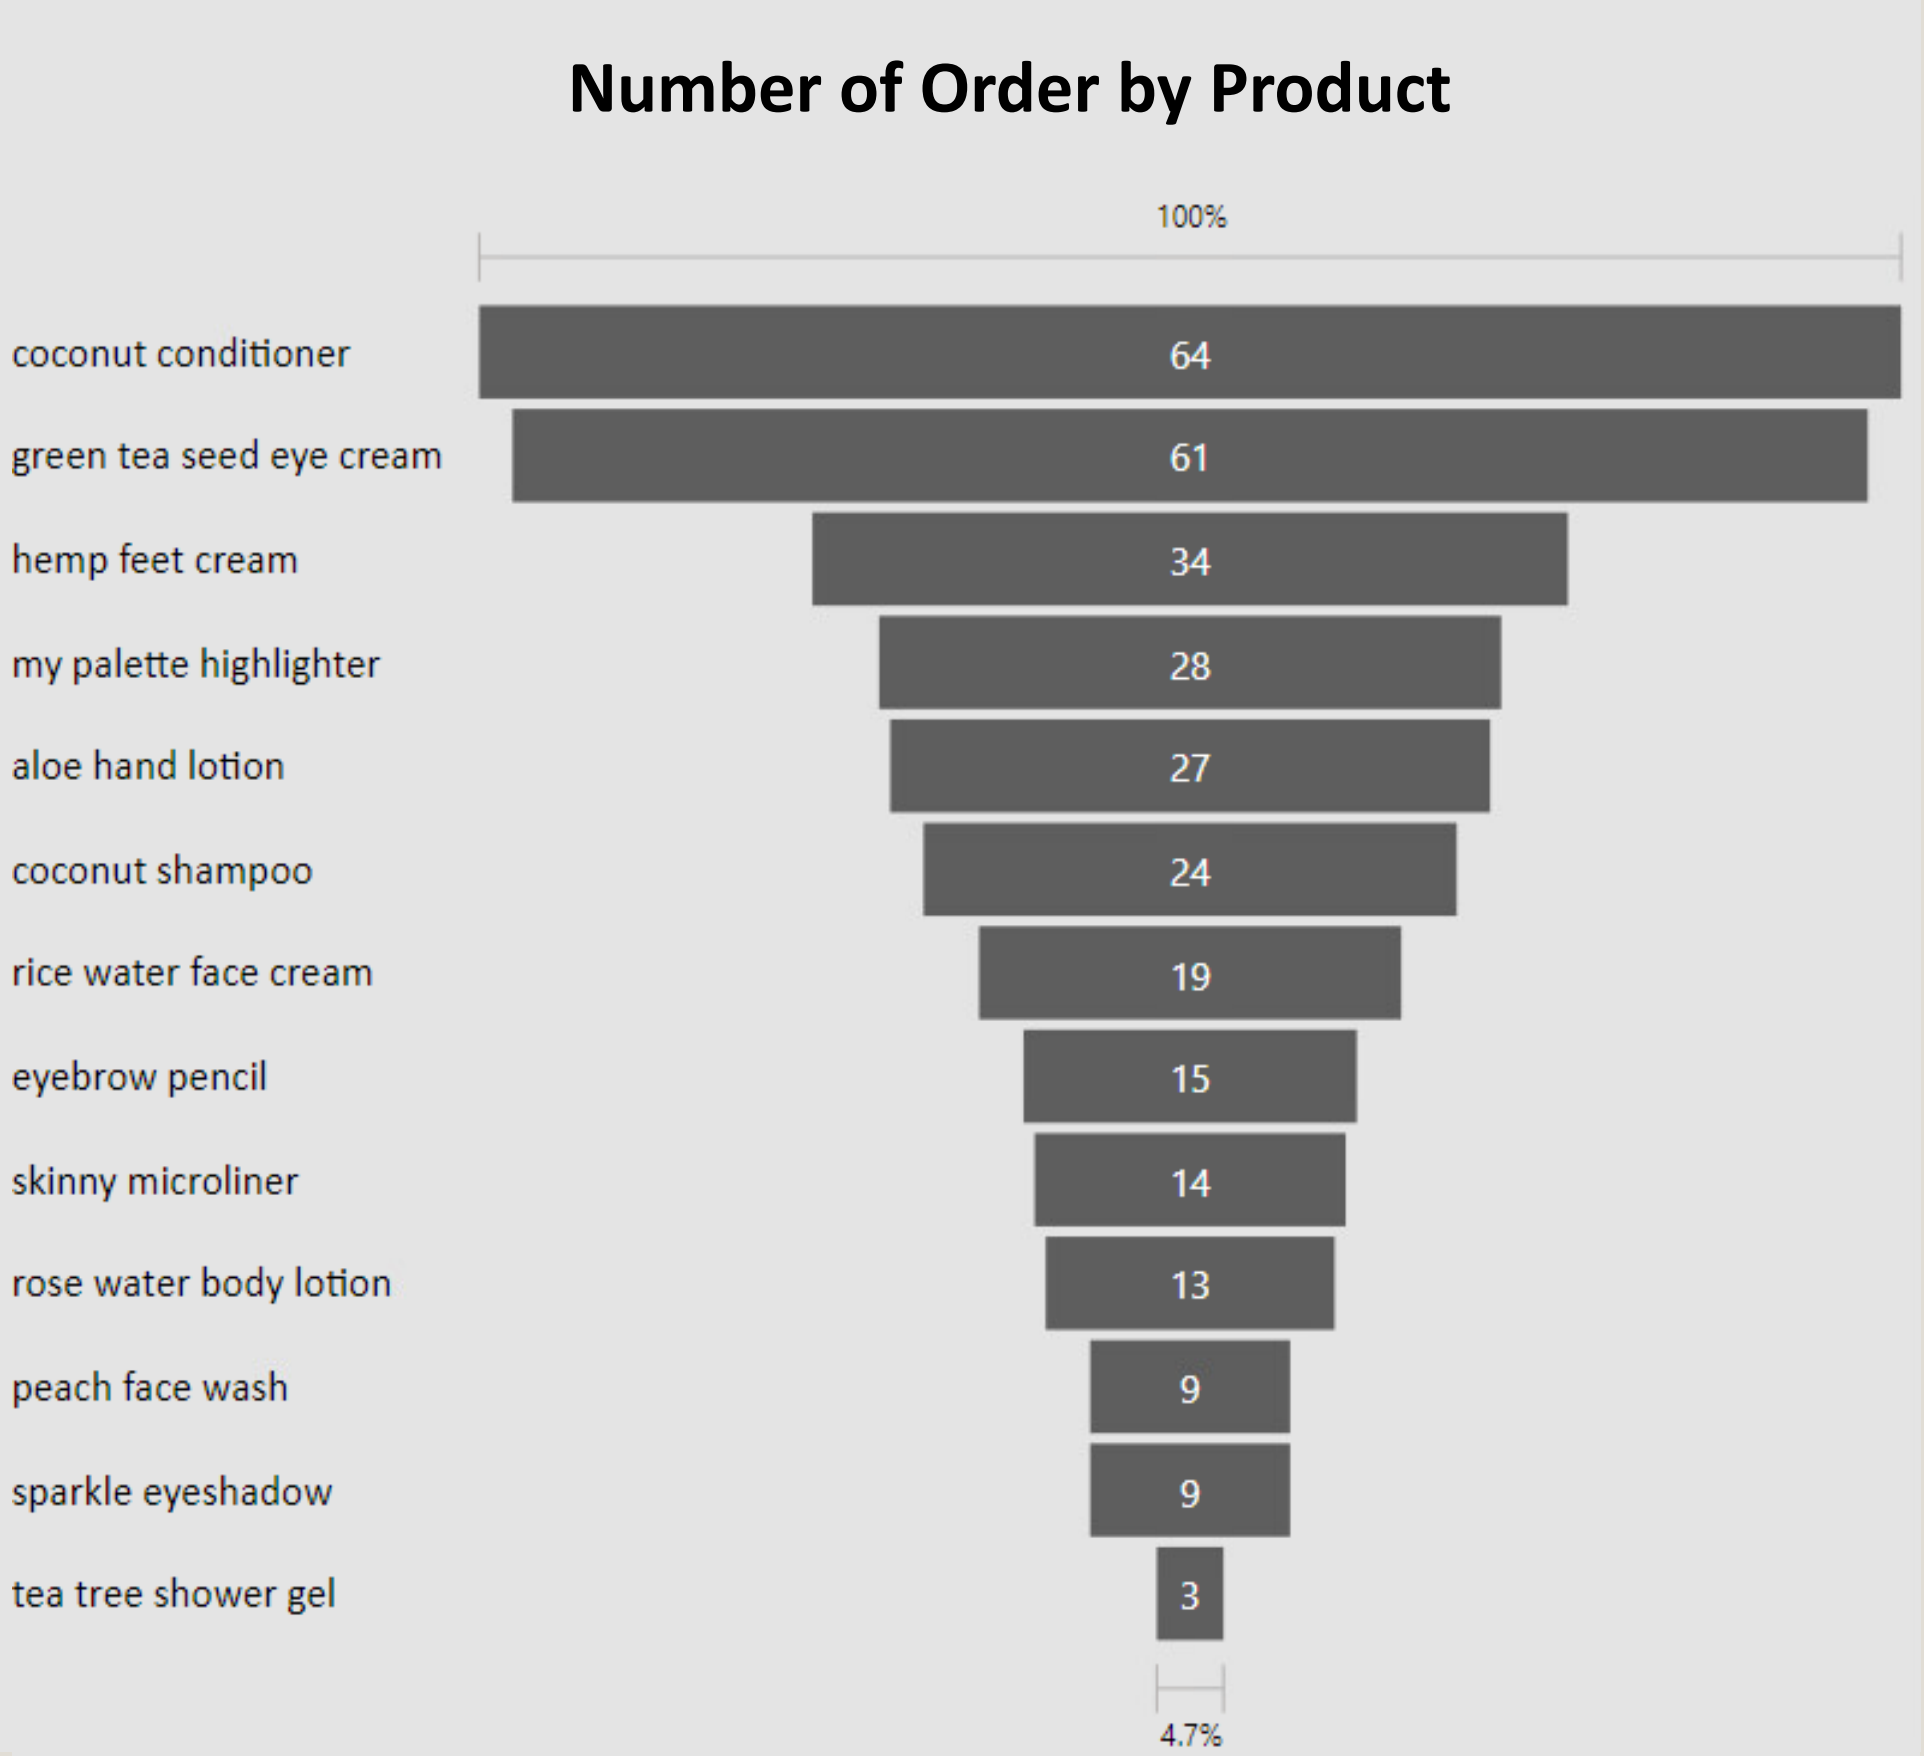 Number of Order by Product
100%
coconut conditioner 64
green tea seed eye cream 61
hemp feet cream 34
my palette highlighter 28
aloe hand lotion 27
coconut shampoo 24
rice water face cream 19
eyebrow pencil 15
skinny microliner 14
rose water body lotion 13
peach face wash 9
sparkle eyeshadow 9
tea tree shower gel 3
4.7%